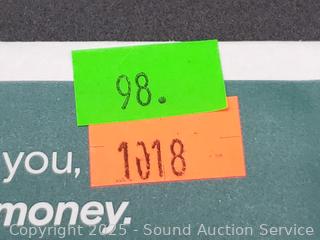 98.
1018
you,
money.
Copyright 2025 - Sound Auction Service